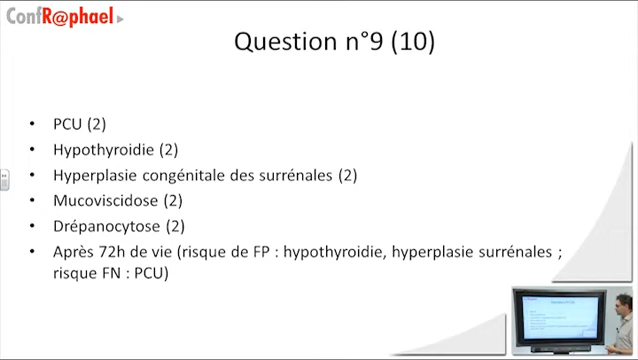 ConfR@phael
Question n°9 (10)
• PCU (2)
• Hypothyroidie (2)
• Hyperplasie congénitale des surrénales (2)
• Mucoviscidose (2)
• Drépanocytose (2)
• Après 72h de vie (risque de FP : hypothyroidie, hyperplasie surrénales ;
risque FN : PCU)